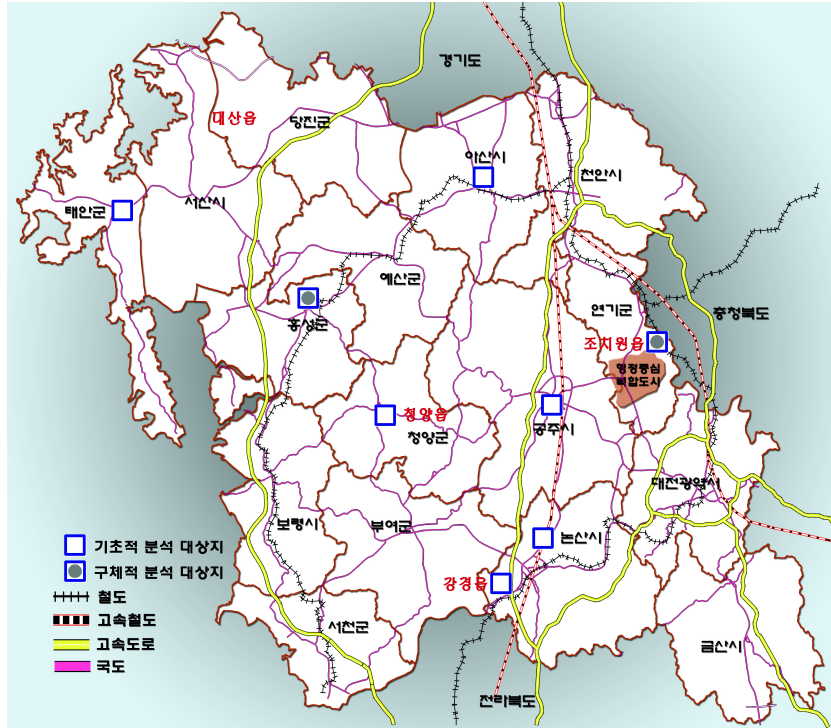 경기도
대산읍
당진군
아산시
천안시
태안군
서산시
예산군
연기군
충청북도
홍성군
조치원읍
행정중심
복합도시
청양읍
공주시
청양군
대전광역시
보령시
부여군
논산시
기초적 분석 대상지
구체적 분석 대상지
강경읍
철도
고속철도
서천군
고속도로
금산시
국도
전라북도